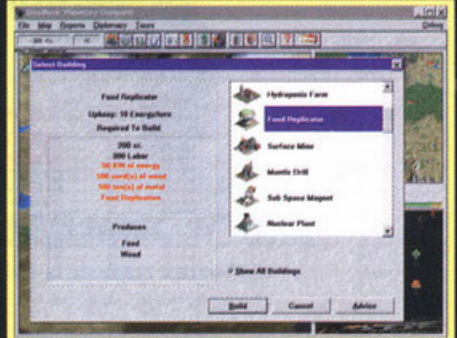 Deadlock: Planetary Conquest
File Map Reports Diplomacy Taxes Debug
Select Building
Food Replicator
Upkeep: 10 Energy/turn
Required To Build
200 cr.
300 Labor
50 KW of energy
100 cord(s) of wood
100 ton(s) of metal
Food Replication
Produces
Food
Wood
Hydroponic Farm
Food Replicator
Surface Mine
Mantle Drill
Sub Space Magnet
Nuclear Plant
Show All Buildings
Build Cancel Advice